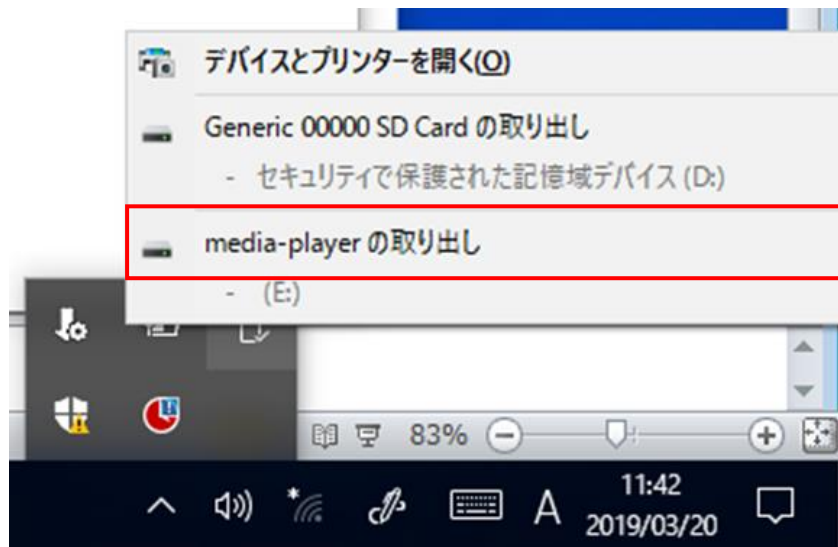 デバイスとプリンターを開く(O)
Generic 00000 SD Card の取り出し
- セキュリティで保護された記憶域デバイス (D:)
media-player の取り出し
- (E:)
83%
A
11:42
2019/03/20